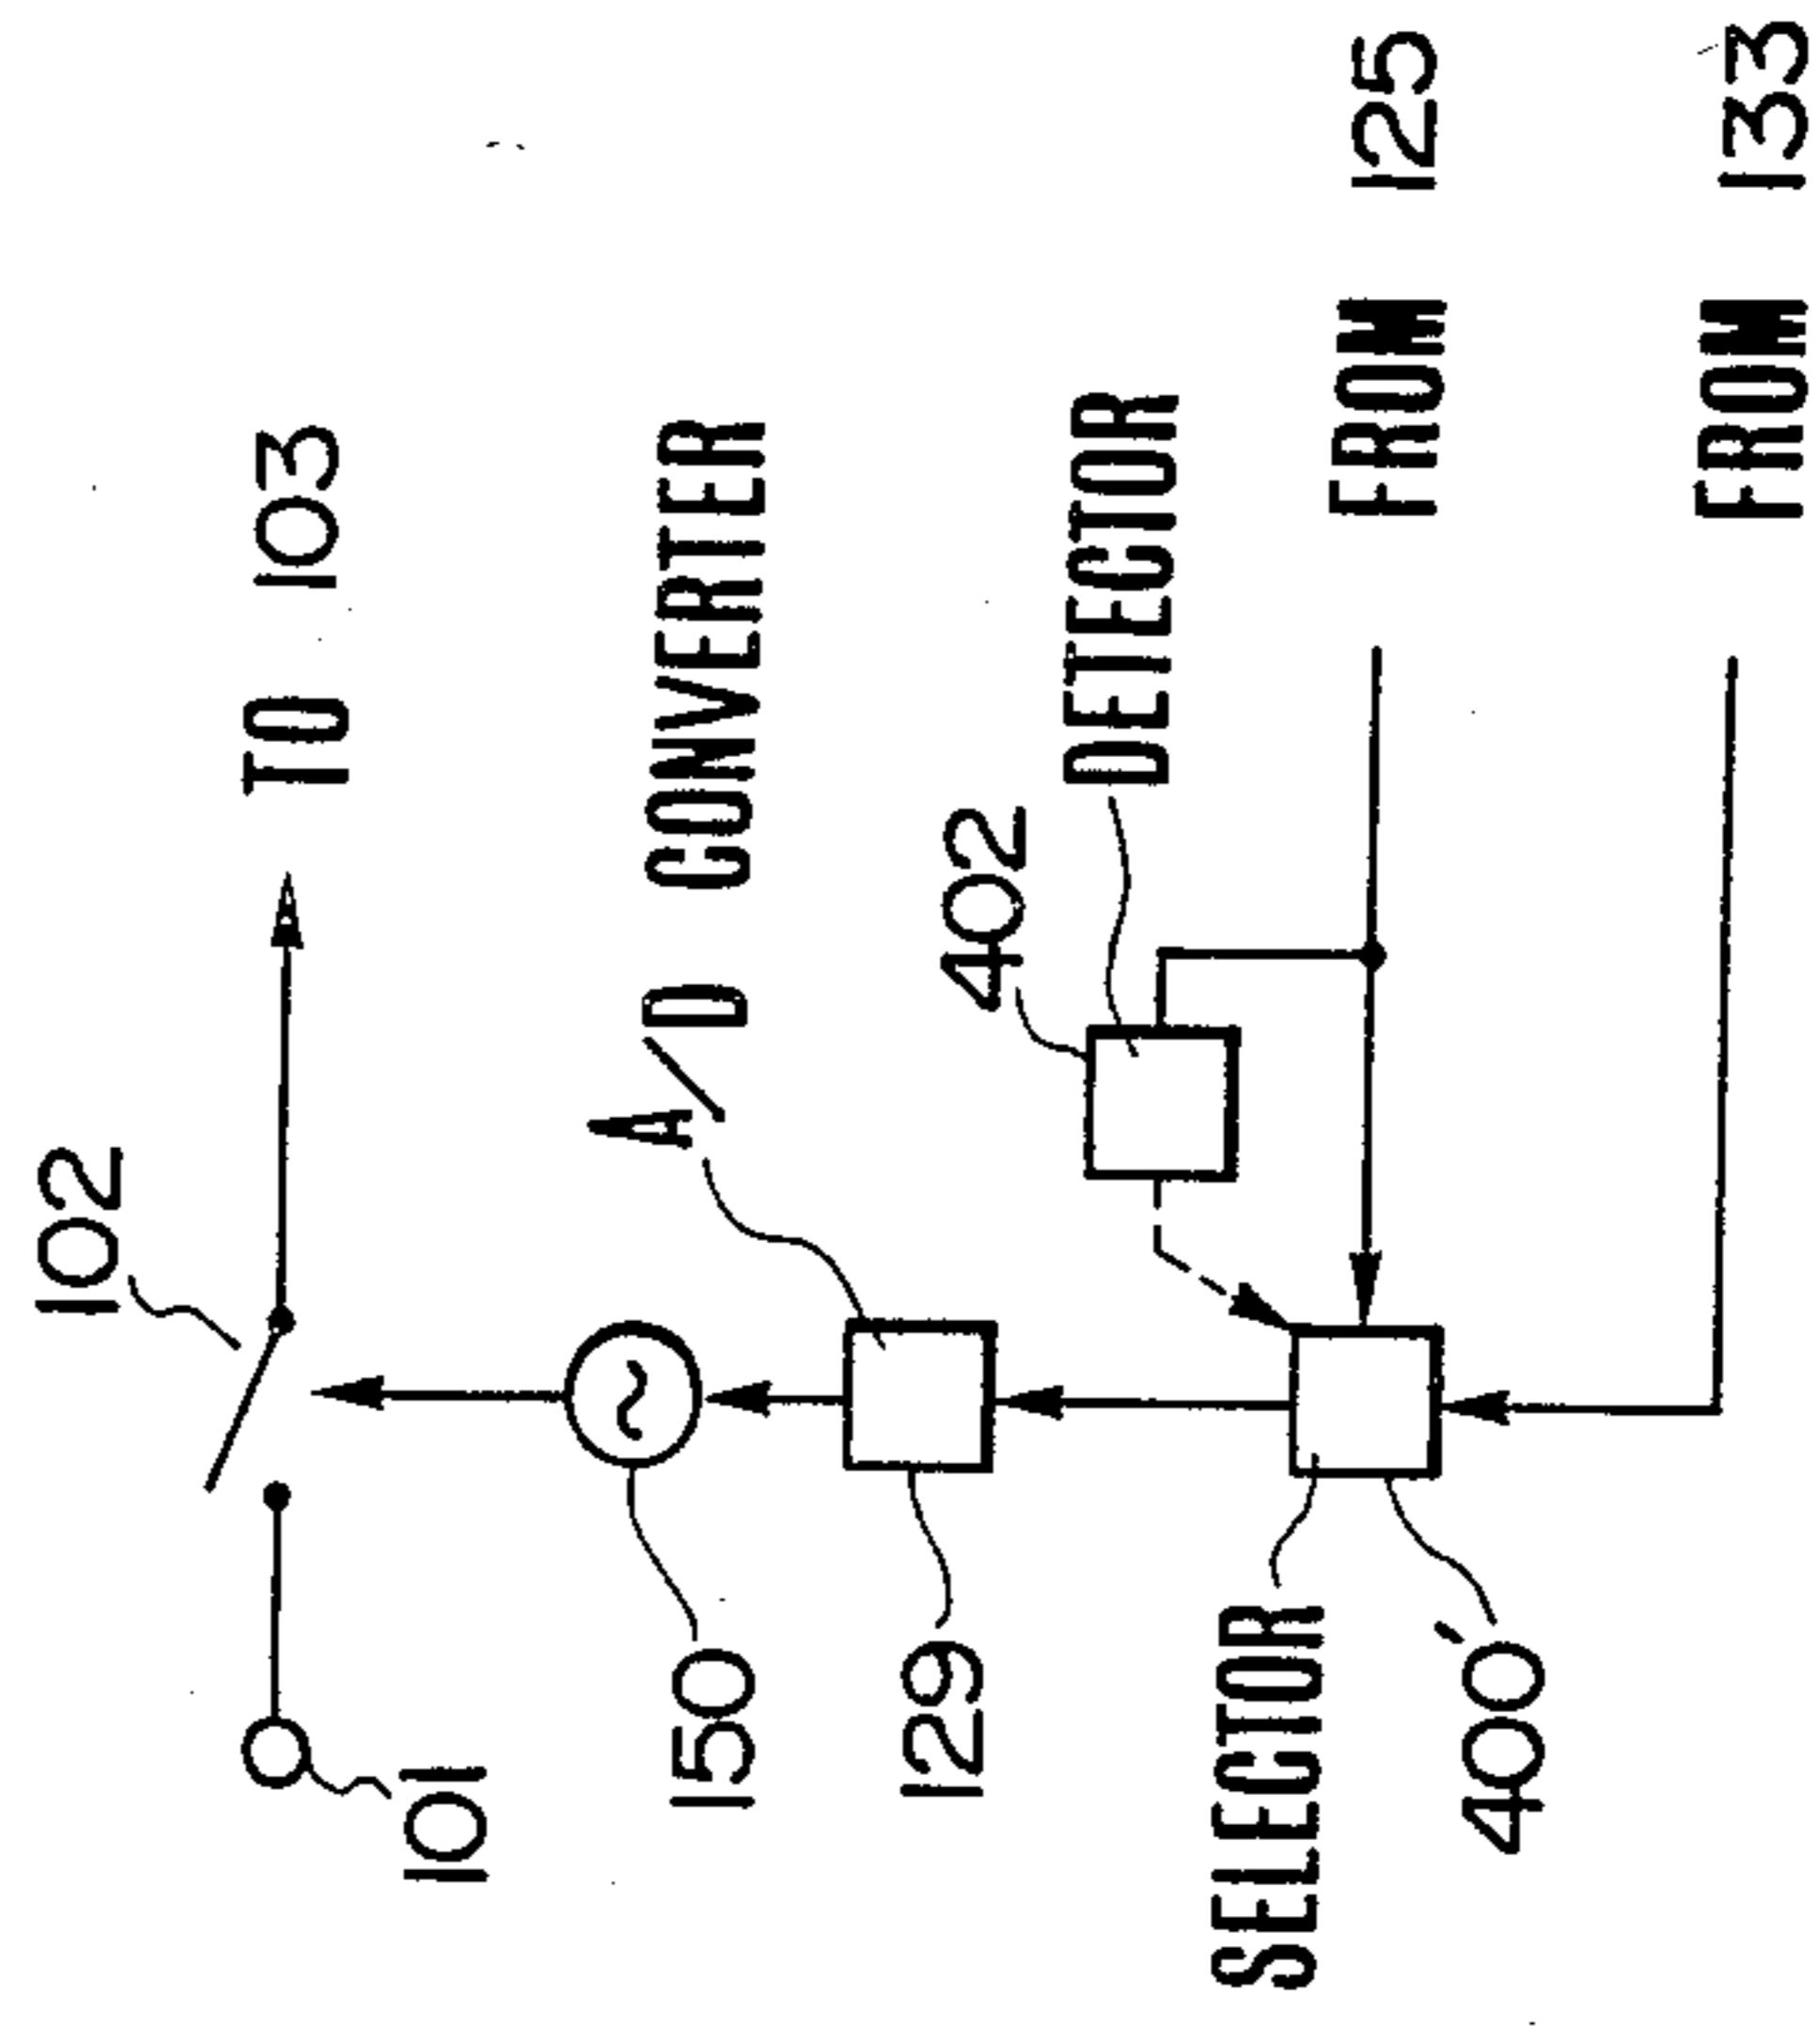 102
TO 103
101
A/D CONVERTER
150
129
402
DETECTOR
SELECTOR
FROM 125
400'
FROM 133